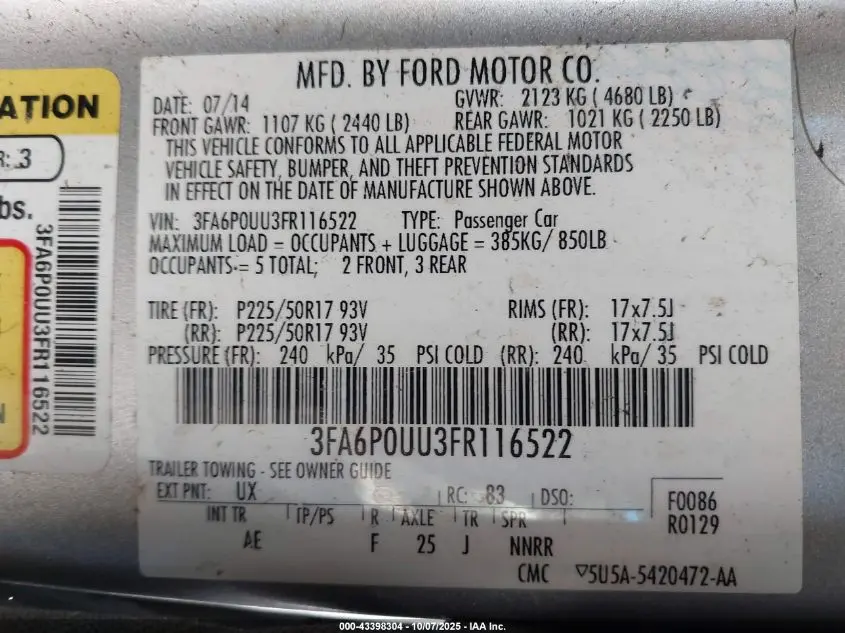 MFD. BY FORD MOTOR CO.
DATE: 07/14 GVWR: 2123 KG ( 4680 LB)
FRONT GAWR: 1107 KG ( 2440 LB) REAR GAWR: 1021 KG ( 2250 LB)
THIS VEHICLE CONFORMS TO ALL APPLICABLE FEDERAL MOTOR
VEHICLE SAFETY, BUMPER, AND THEFT PREVENTION STANDARDS
IN EFFECT ON THE DATE OF MANUFACTURE SHOWN ABOVE.
VIN: 3FA6P0UU3FR116522 TYPE: Passenger Car
MAXIMUM LOAD = OCCUPANTS + LUGGAGE = 385KG/ 850LB
OCCUPANTS = 5 TOTAL; 2 FRONT, 3 REAR
TIRE (FR): P225/50R17 93V RIMS (FR): 17x7.5J
(RR): P225/50R17 93V (RR): 17x7.5J
PRESSURE (FR): 240 kPa/ 35 PSI COLD (RR): 240 kPa/ 35 PSI COLD
3FA6P0UU3FR116522
TRAILER TOWING - SEE OWNER GUIDE
EXT PNT: UX RC: 83 DSO:
INT TR TP/PS R AXLE TR SPR
AE F 25 J NNRR
F0086
R0129
CMC ▽5U5A-5420472-AA
ATION
R: 3
bs.
3FA6P0UU3FR116522
N
000-43398304 - 10/07/2025 - IAA Inc.